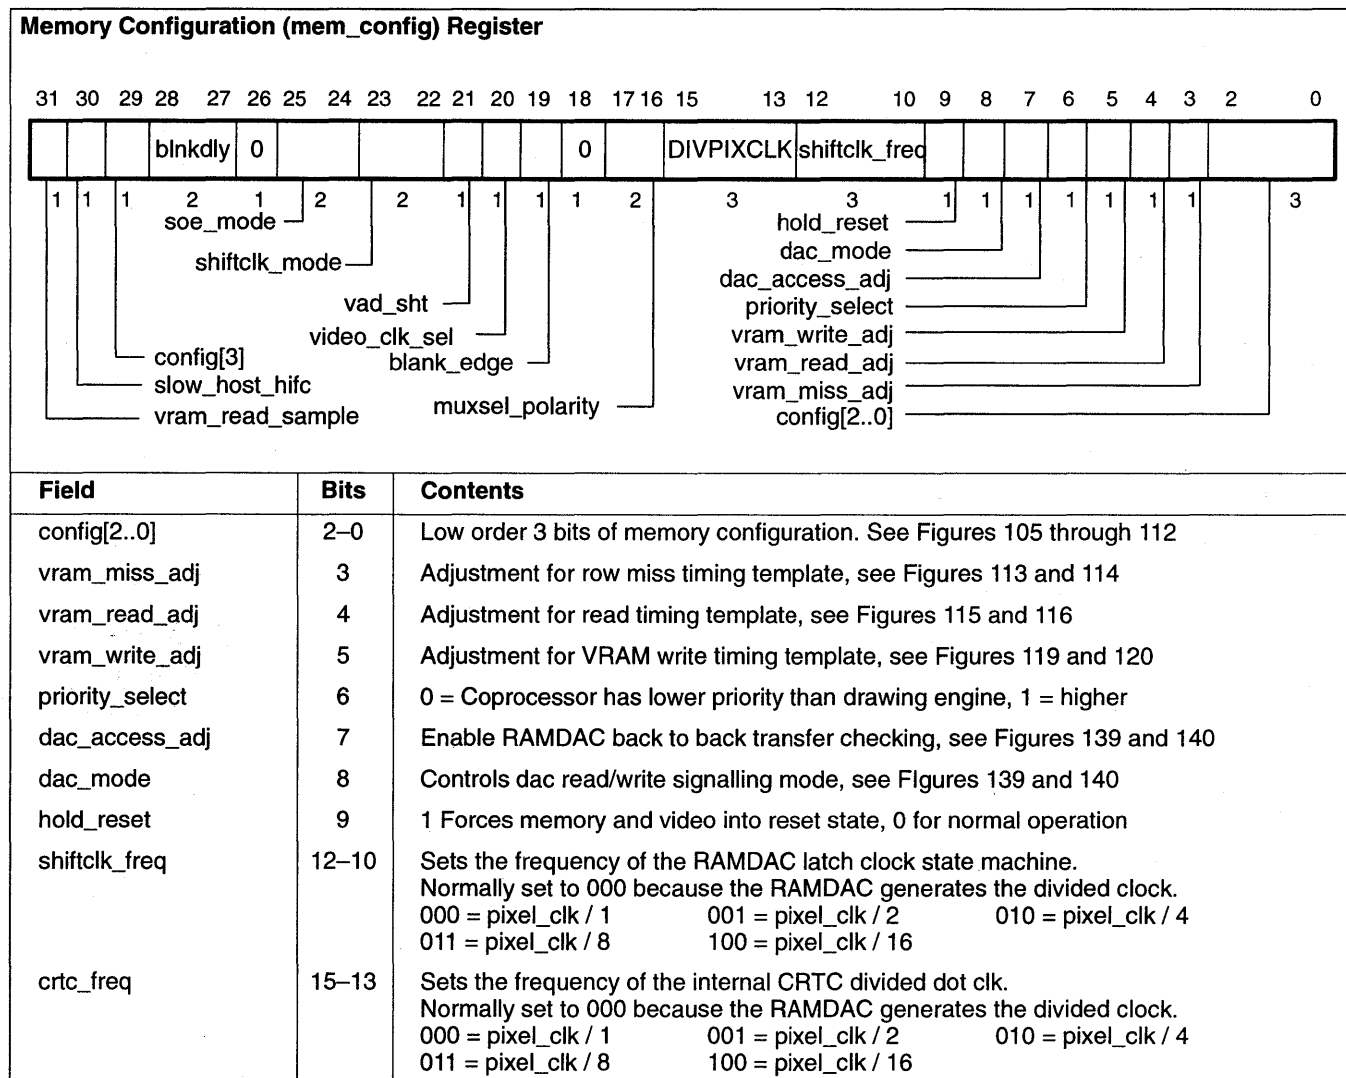 Memory Configuration (mem_config) Register
31 30 29 28 27 26 25 24 23 22 21 20 19 18 17 16 15 13 12 10 9 8 7 6 5 4 3 2 0
blnkdly 0 0 DIVPIXCLK shiftclk_freq
1 1 1 2 1 2 2 1 1 1 1 2 3 3 1 1 1 1 1 1 1 3
soe_mode
shiftclk_mode
vad_sht
video_clk_sel
blank_edge
config[3]
slow_host_hifc
vram_read_sample
muxsel_polarity
hold_reset
dac_mode
dac_access_adj
priority_select
vram_write_adj
vram_read_adj
vram_miss_adj
config[2..0]
Field Bits Contents
config[2..0] 2–0 Low order 3 bits of memory configuration. See Figures 105 through 112
vram_miss_adj 3 Adjustment for row miss timing template, see Figures 113 and 114
vram_read_adj 4 Adjustment for read timing template, see Figures 115 and 116
vram_write_adj 5 Adjustment for VRAM write timing template, see Figures 119 and 120
priority_select 6 0 = Coprocessor has lower priority than drawing engine, 1 = higher
dac_access_adj 7 Enable RAMDAC back to back transfer checking, see Figures 139 and 140
dac_mode 8 Controls dac read/write signalling mode, see FIgures 139 and 140
hold_reset 9 1 Forces memory and video into reset state, 0 for normal operation
shiftclk_freq 12–10 Sets the frequency of the RAMDAC latch clock state machine.
Normally set to 000 because the RAMDAC generates the divided clock.
000 = pixel_clk / 1 001 = pixel_clk / 2 010 = pixel_clk / 4
011 = pixel_clk / 8 100 = pixel_clk / 16
crtc_freq 15–13 Sets the frequency of the internal CRTC divided dot clk.
Normally set to 000 because the RAMDAC generates the divided clock.
000 = pixel_clk / 1 001 = pixel_clk / 2 010 = pixel_clk / 4
011 = pixel_clk / 8 100 = pixel_clk / 16